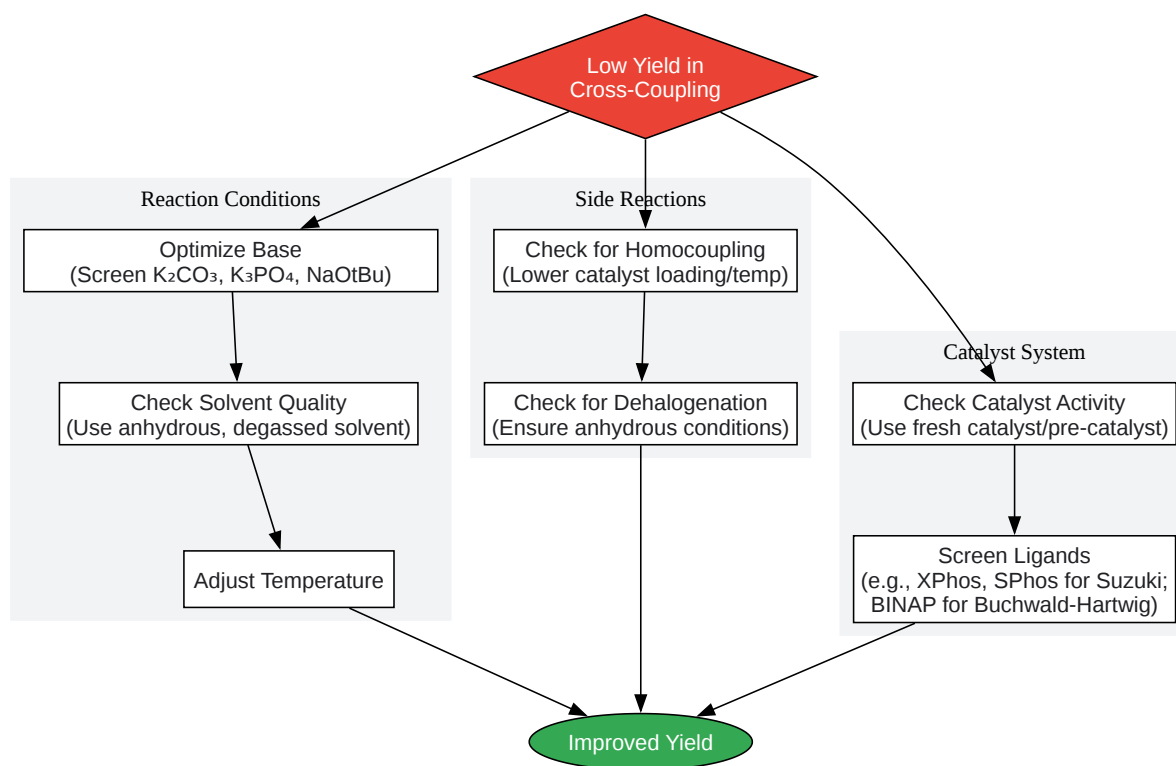 Low Yield in
Cross-Coupling
Reaction Conditions
Optimize Base
(Screen K₂CO₃, K₃PO₄, NaOtBu)
Check Solvent Quality
(Use anhydrous, degassed solvent)
Adjust Temperature
Side Reactions
Check for Homocoupling
(Lower catalyst loading/temp)
Check for Dehalogenation
(Ensure anhydrous conditions)
Catalyst System
Check Catalyst Activity
(Use fresh catalyst/pre-catalyst)
Screen Ligands
(e.g., XPhos, SPhos for Suzuki;
BINAP for Buchwald-Hartwig)
Improved Yield